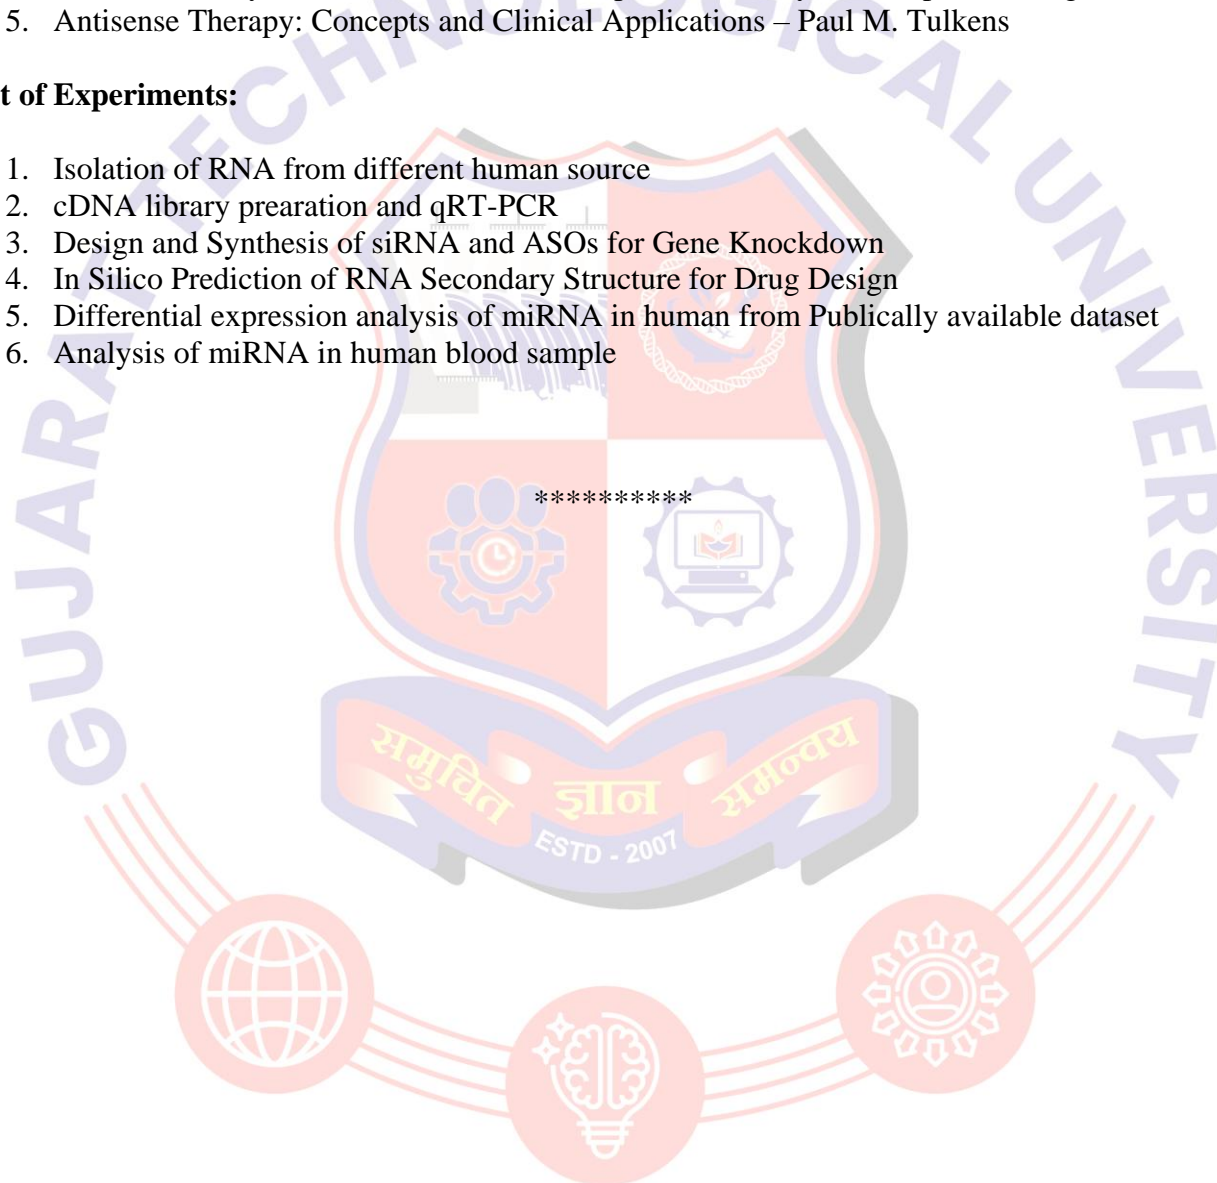 5. Antisense Therapy: Concepts and Clinical Applications – Paul M. Tulkens
t of Experiments:
1. Isolation of RNA from different human source
2. cDNA library prearation and qRT-PCR
3. Design and Synthesis of siRNA and ASOs for Gene Knockdown
4. In Silico Prediction of RNA Secondary Structure for Drug Design
5. Differential expression analysis of miRNA in human from Publically available dataset
6. Analysis of miRNA in human blood sample
**********
GUJARAT TECHNOLOGICAL UNIVERSITY
समुचित ज्ञान समन्वय
ESTD - 2007